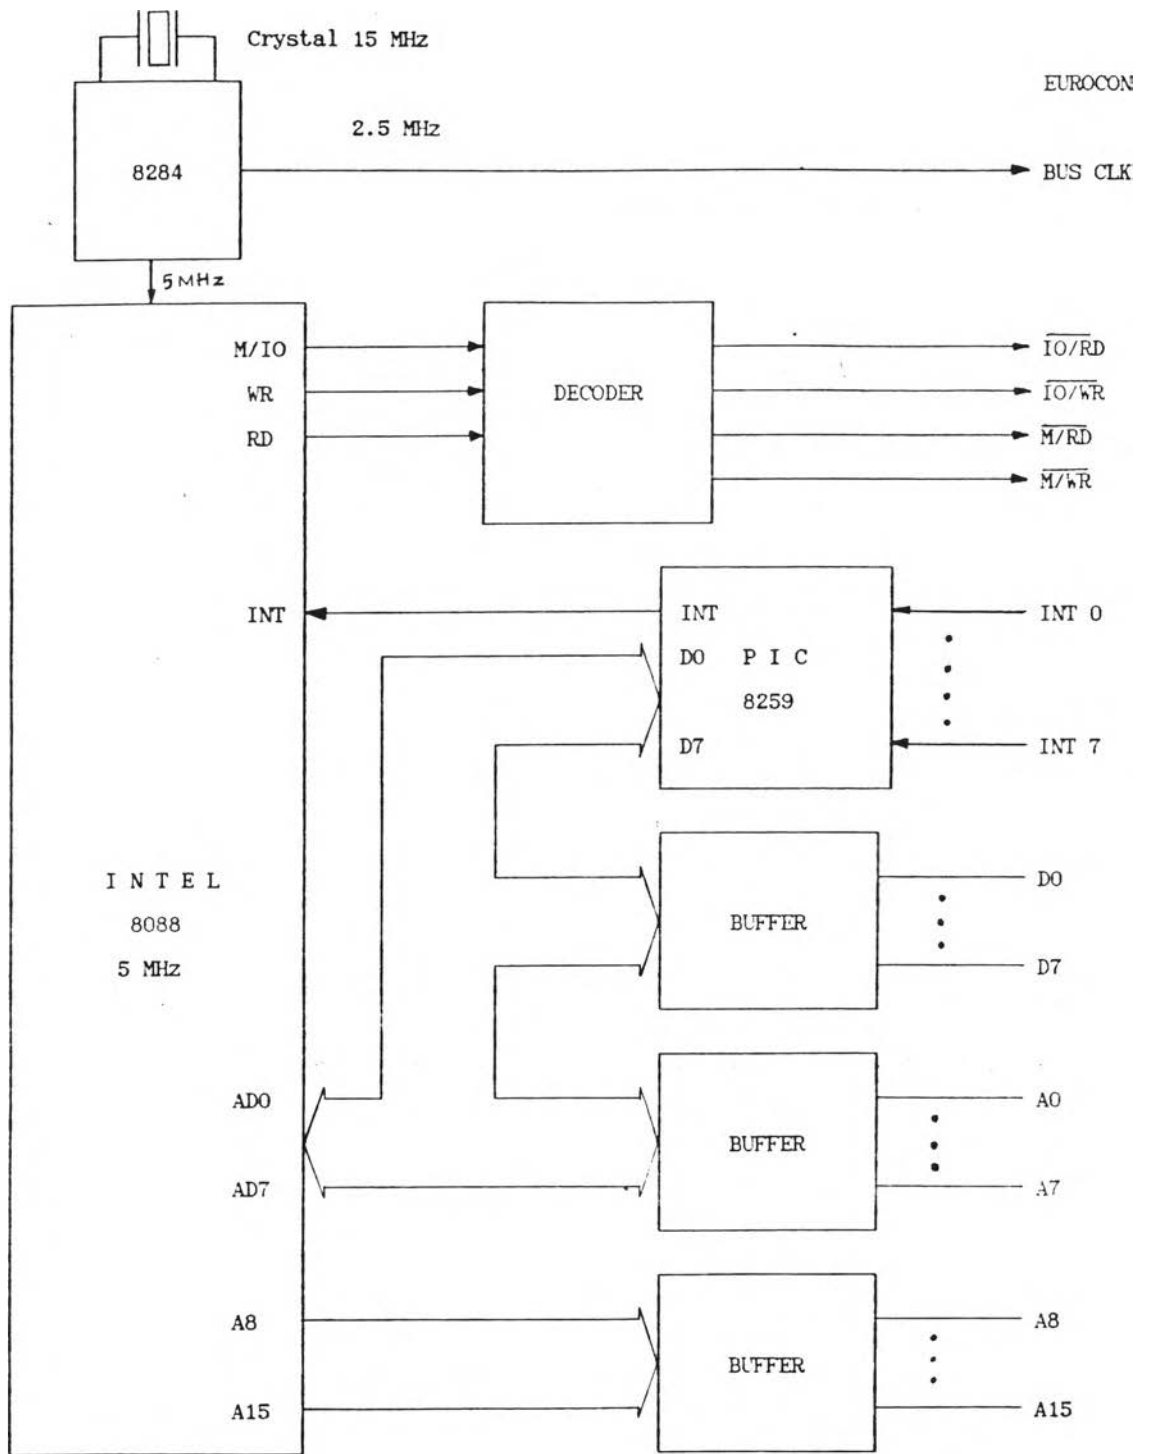 Crystal 15 MHz
EUROCON
2.5 MHz
8284
BUS CLK
5 MHz
M/IO
WR
RD
DECODER
IO/RD
IO/WR
M/RD
M/WR
INT
INT
D0 P I C
8259
D7
INT 0
INT 7
I N T E L
8088
5 MHz
BUFFER
D0
D7
AD0
AD7
BUFFER
A0
A7
A8
A15
BUFFER
A8
A15